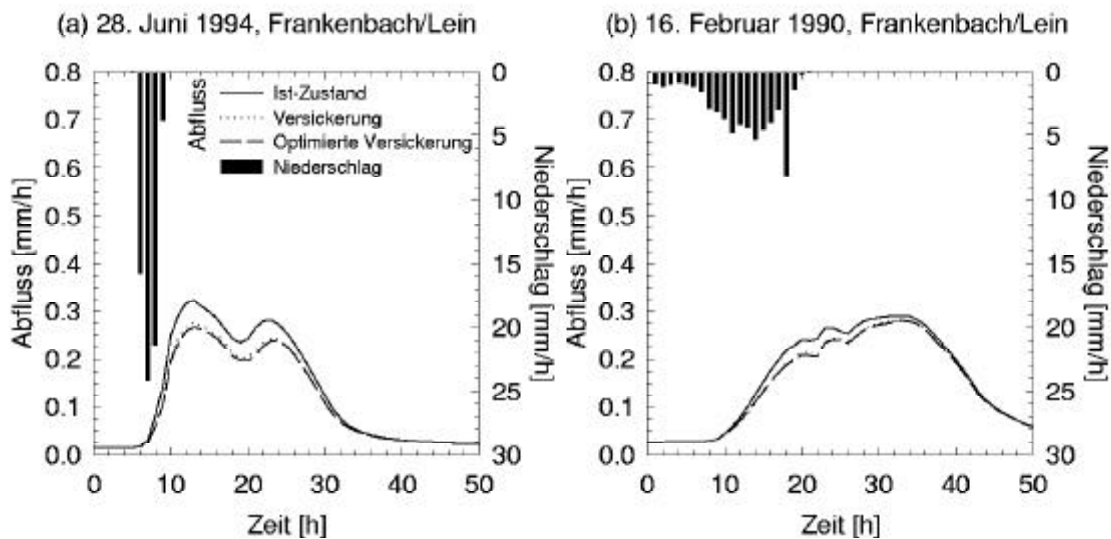 (a) 28. Juni 1994, Frankenbach/Lein
Abfluss [mm/h]
0.8
0.7
0.6
0.5
0.4
0.3
0.2
0.1
0.0
Abfluss
Ist-Zustand
Versickerung
Optimierte Versickerung
Niederschlag
0
5
10
15
20
25
30
Niederschlag [mm/h]
0 10 20 30 40 50
Zeit [h]
(b) 16. Februar 1990, Frankenbach/Lein
Abfluss [mm/h]
0.8
0.7
0.6
0.5
0.4
0.3
0.2
0.1
0.0
0
5
10
15
20
25
30
Niederschlag [mm/h]
0 10 20 30 40 50
Zeit [h]